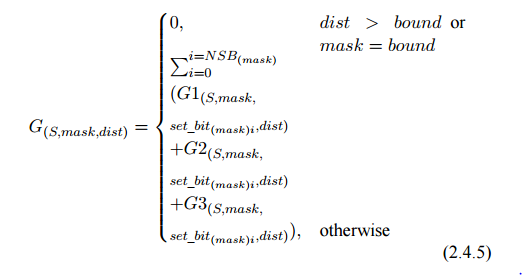 0, dist > bound or
mask = bound
∑_{i=0}^{i=NSB_{(mask)}}
(G1_{(S,mask,
set_bit_{(mask)i},dist)}
G_{(S,mask,dist)} = { +G2_{(S,mask,
set_bit_{(mask)i},dist)}
+G3_{(S,mask,
set_bit_{(mask)i},dist)}), otherwise
(2.4.5)